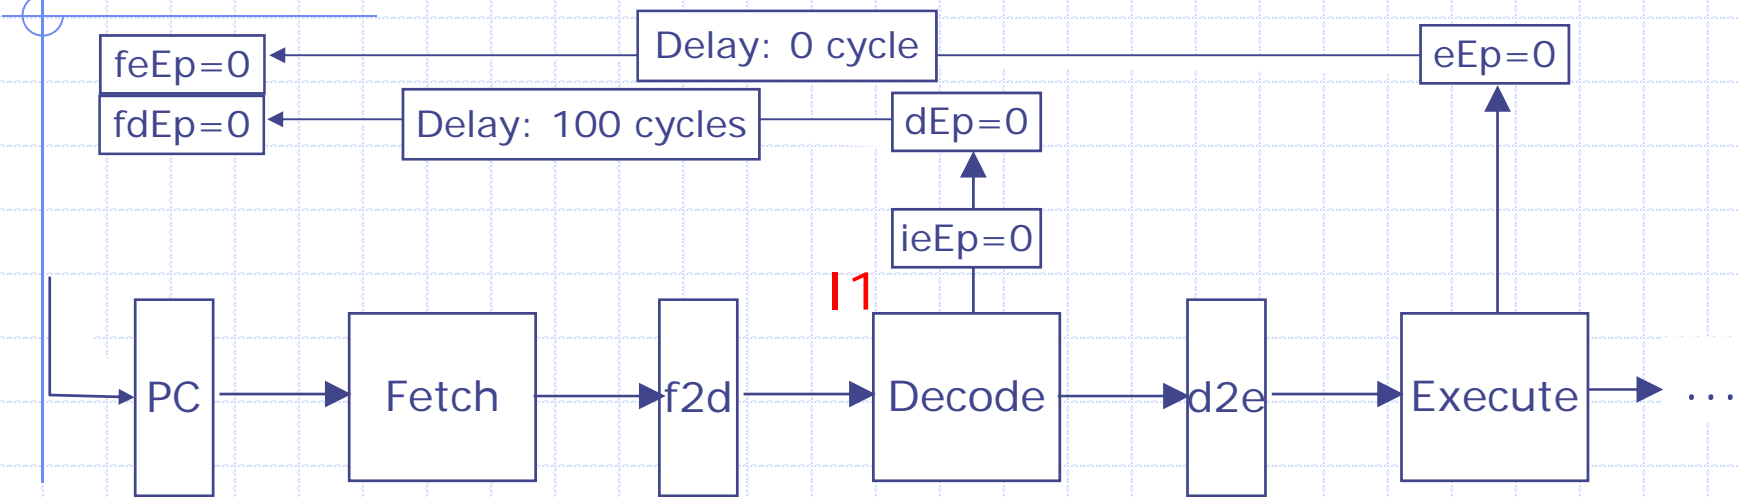 Delay: 0 cycle
eEp=0
feEp=0
fdEp=0
Delay: 100 cycles
dEp=0
ieEp=0
I1
PC
Fetch
f2d
Decode
d2e
Execute
...